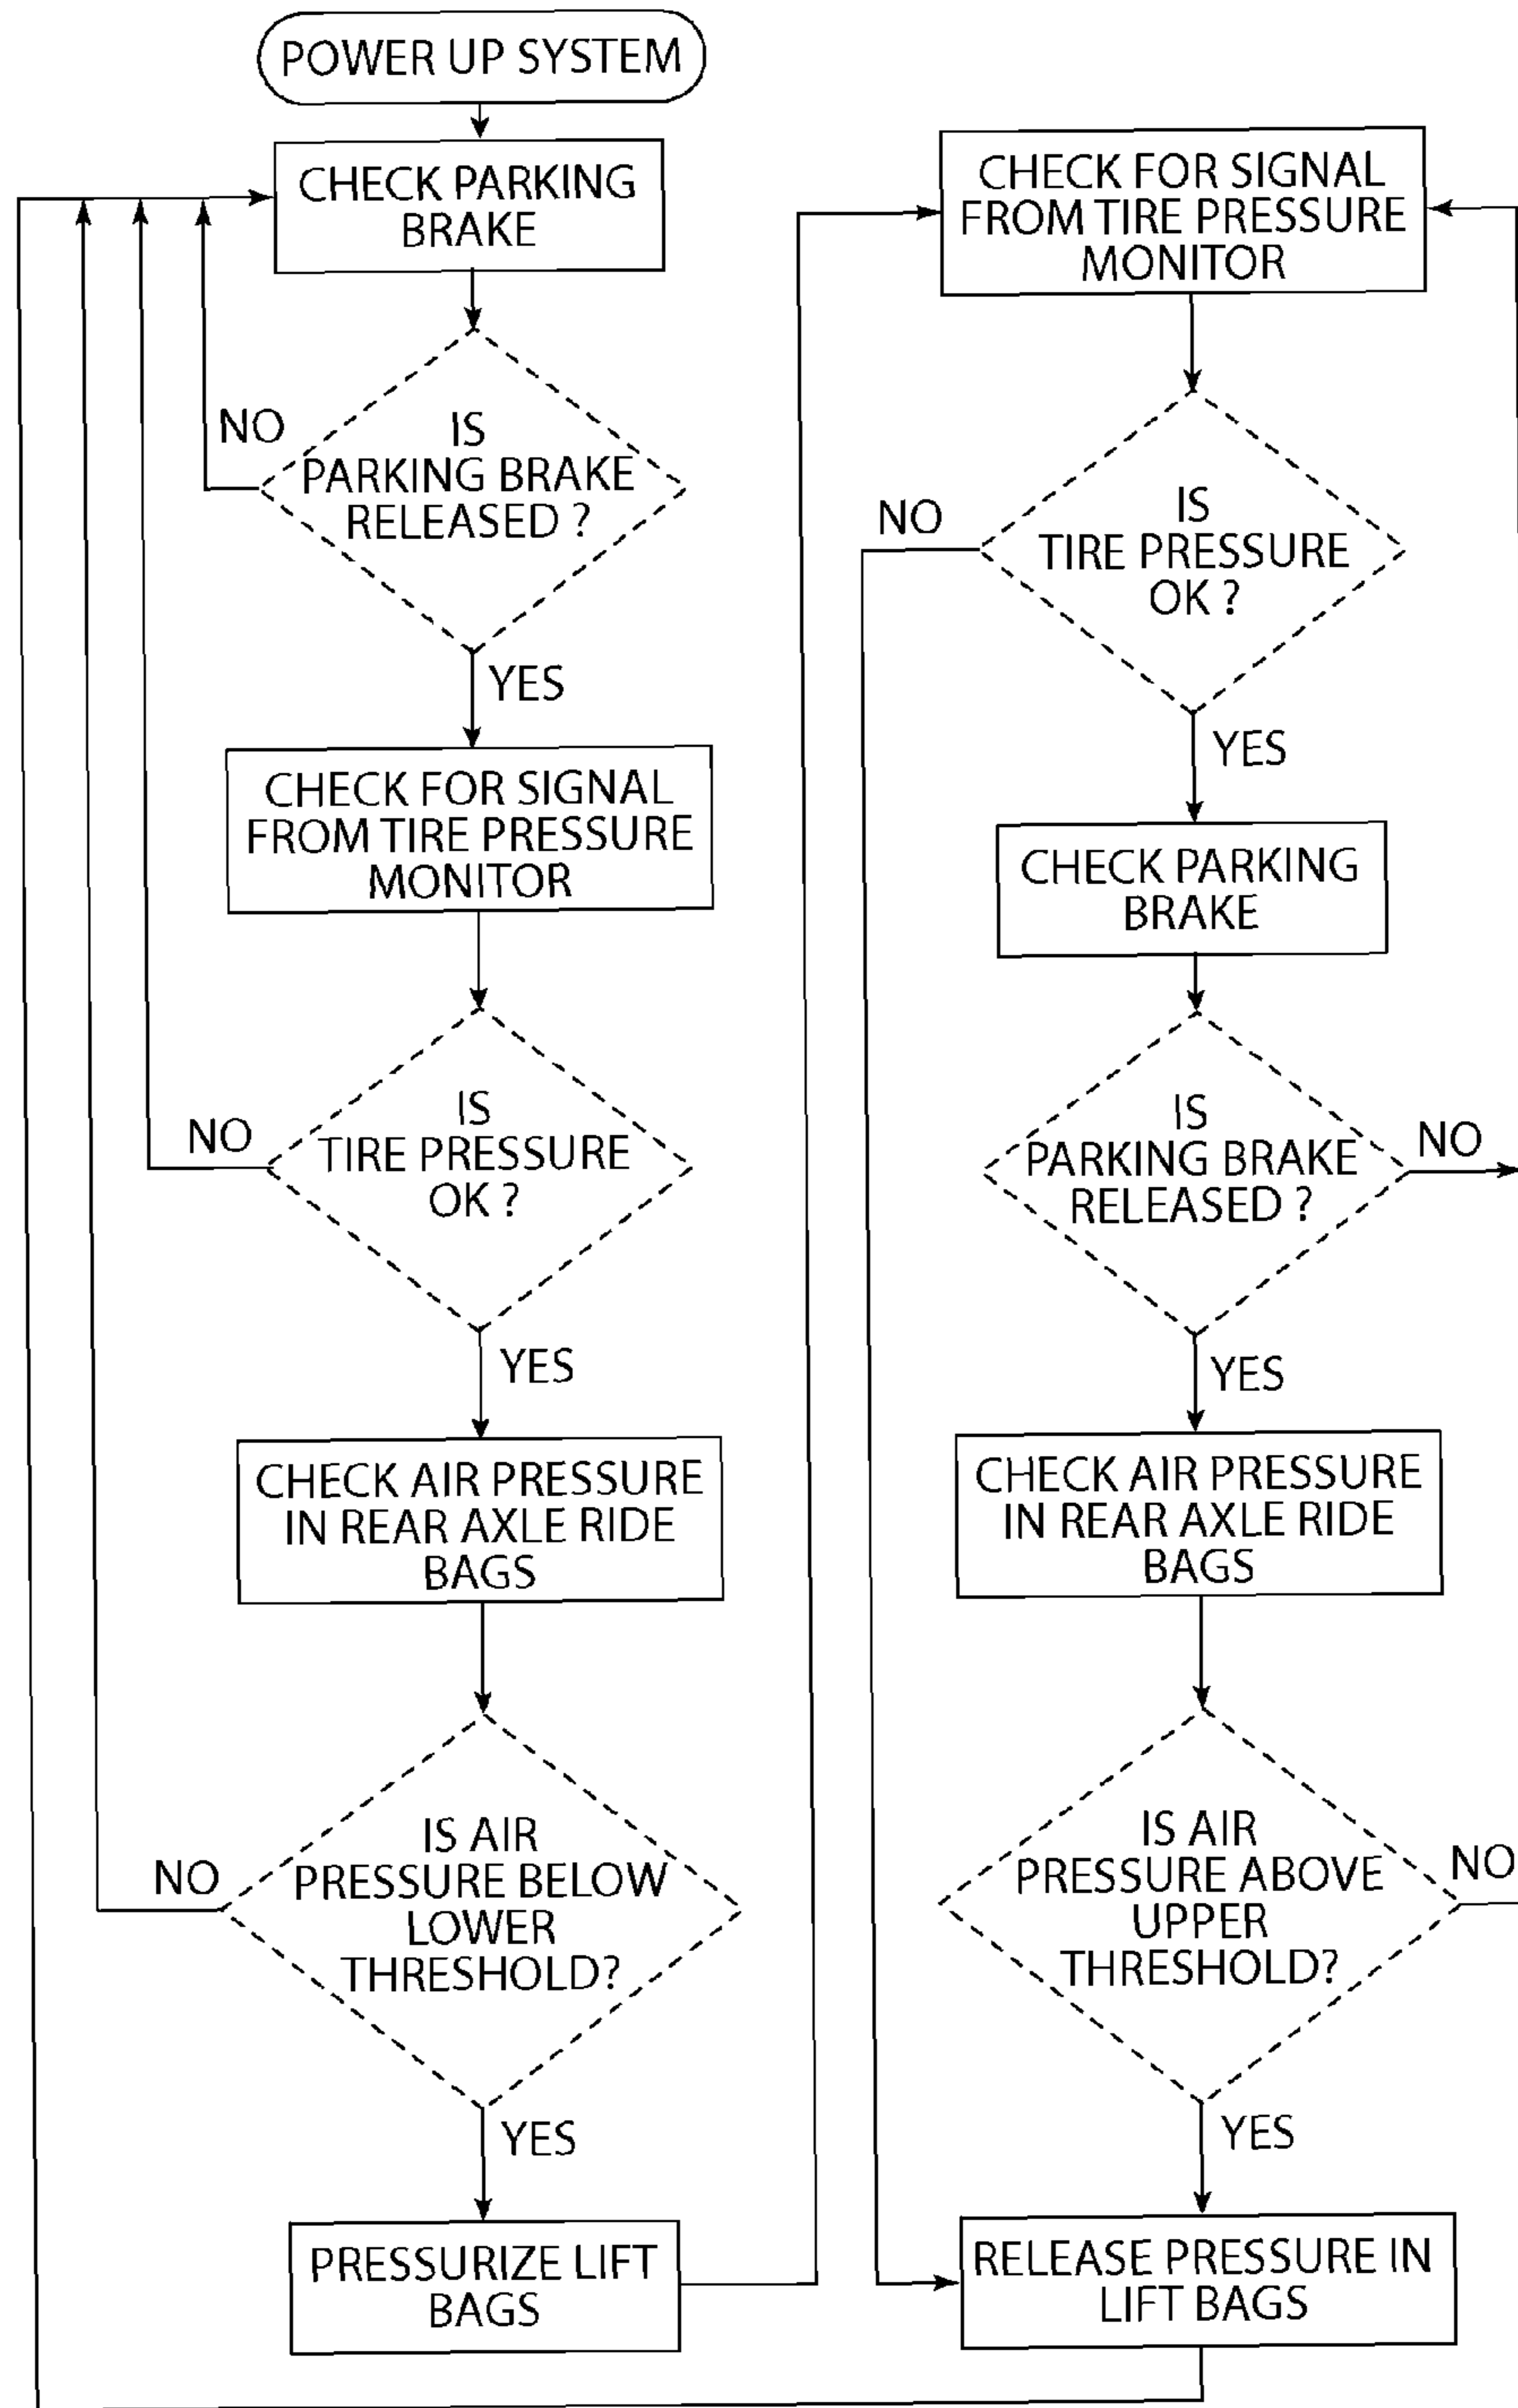 POWER UP SYSTEM
CHECK PARKING
BRAKE
NO
IS
PARKING BRAKE
RELEASED ?
YES
CHECK FOR SIGNAL
FROM TIRE PRESSURE
MONITOR
NO
IS
TIRE PRESSURE
OK ?
YES
CHECK AIR PRESSURE
IN REAR AXLE RIDE
BAGS
NO
IS AIR
PRESSURE BELOW
LOWER
THRESHOLD?
YES
PRESSURIZE LIFT
BAGS
CHECK FOR SIGNAL
FROM TIRE PRESSURE
MONITOR
NO
IS
TIRE PRESSURE
OK ?
YES
CHECK PARKING
BRAKE
IS
PARKING BRAKE
RELEASED ?
NO
YES
CHECK AIR PRESSURE
IN REAR AXLE RIDE
BAGS
IS AIR
PRESSURE ABOVE
UPPER
THRESHOLD?
NO
YES
RELEASE PRESSURE IN
LIFT BAGS